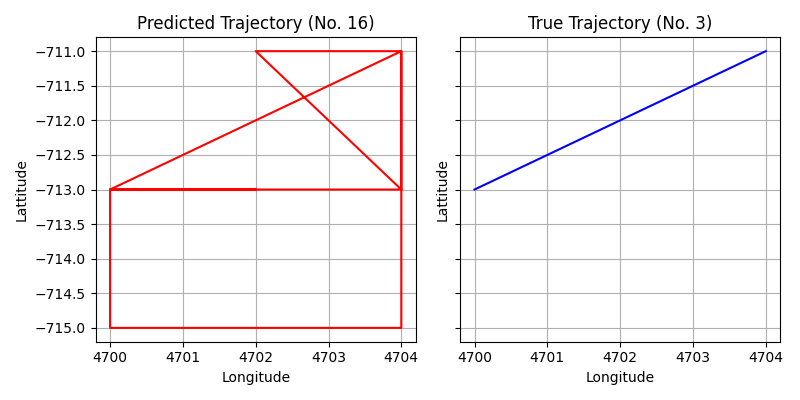 Predicted Trajectory (No. 16)
−711.0
−711.5
−712.0
−712.5
−713.0
−713.5
−714.0
−714.5
−715.0
Lattitude
4700 4701 4702 4703 4704
Longitude
True Trajectory (No. 3)
Lattitude
4700 4701 4702 4703 4704
Longitude